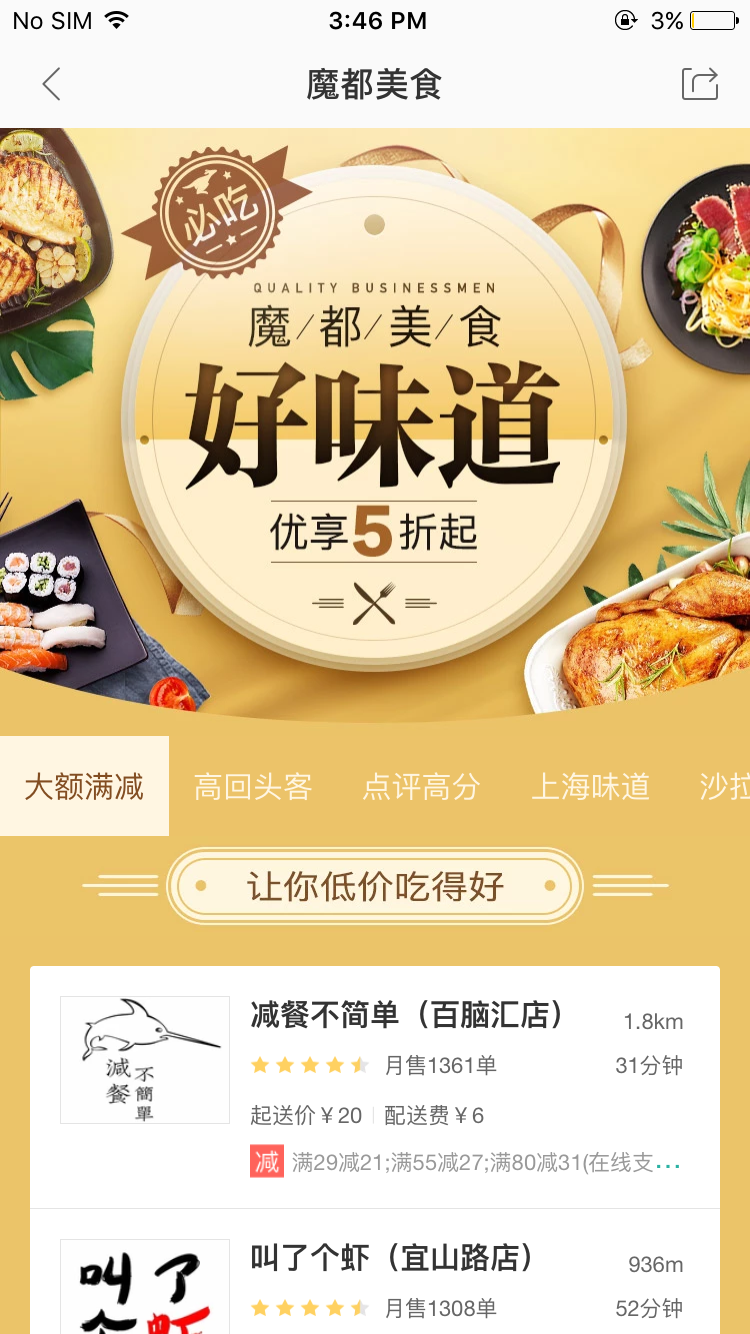 No SIM 3:46 PM 3%
魔都美食
必吃
QUALITY BUSINESSMEN
魔/都/美/食
好味道
优享5折起
大额满减 高回头客 点评高分 上海味道 沙拉
让你低价吃得好
减餐不简单（百脑汇店） 1.8km
月售1361单 31分钟
起送价￥20 配送费￥6
减 满29减21;满55减27;满80减31(在线支...
減餐
不簡單
叫了个虾（宜山路店） 936m
月售1308单 52分钟
叫了
个虾